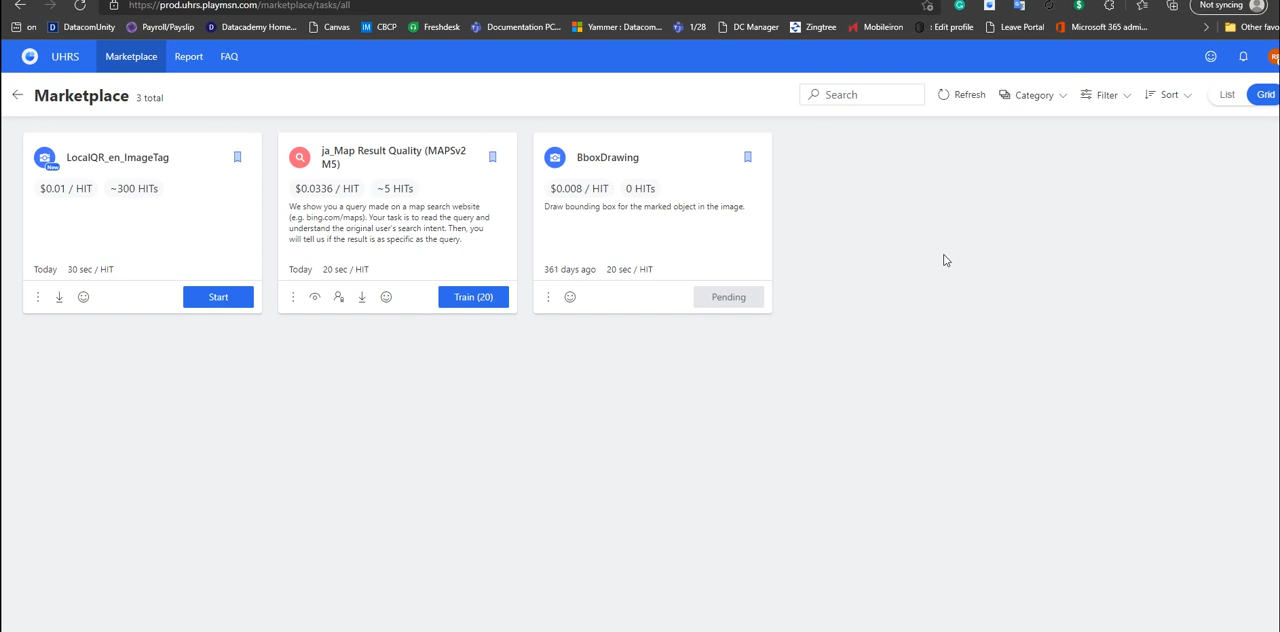 https://prod.uhrs.playmsn.com/marketplace/tasks/all
Not syncing
on DatacomUnity Payroll/Payslip Datacademy Home... Canvas CBCP Freshdesk Documentation PC... Yammer : Datacom... 1/28 DC Manager Zingtree Mobileiron : Edit profile Leave Portal Microsoft 365 admi... Other favo
UHRS Marketplace Report FAQ
Marketplace 3 total
Search Refresh Category Filter Sort List Grid
LocalQR_en_ImageTag
New
$0.01 / HIT ~300 HITs
Today 30 sec / HIT
Start
ja_Map Result Quality (MAPSv2
M5)
$0.0336 / HIT ~5 HITs
We show you a query made on a map search website
(e.g. bing.com/maps). Your task is to read the query and
understand the original user's search intent. Then, you
will tell us if the result is as specific as the query.
Today 20 sec / HIT
Train (20)
BboxDrawing
$0.008 / HIT 0 HITs
Draw bounding box for the marked object in the image.
361 days ago 20 sec / HIT
Pending